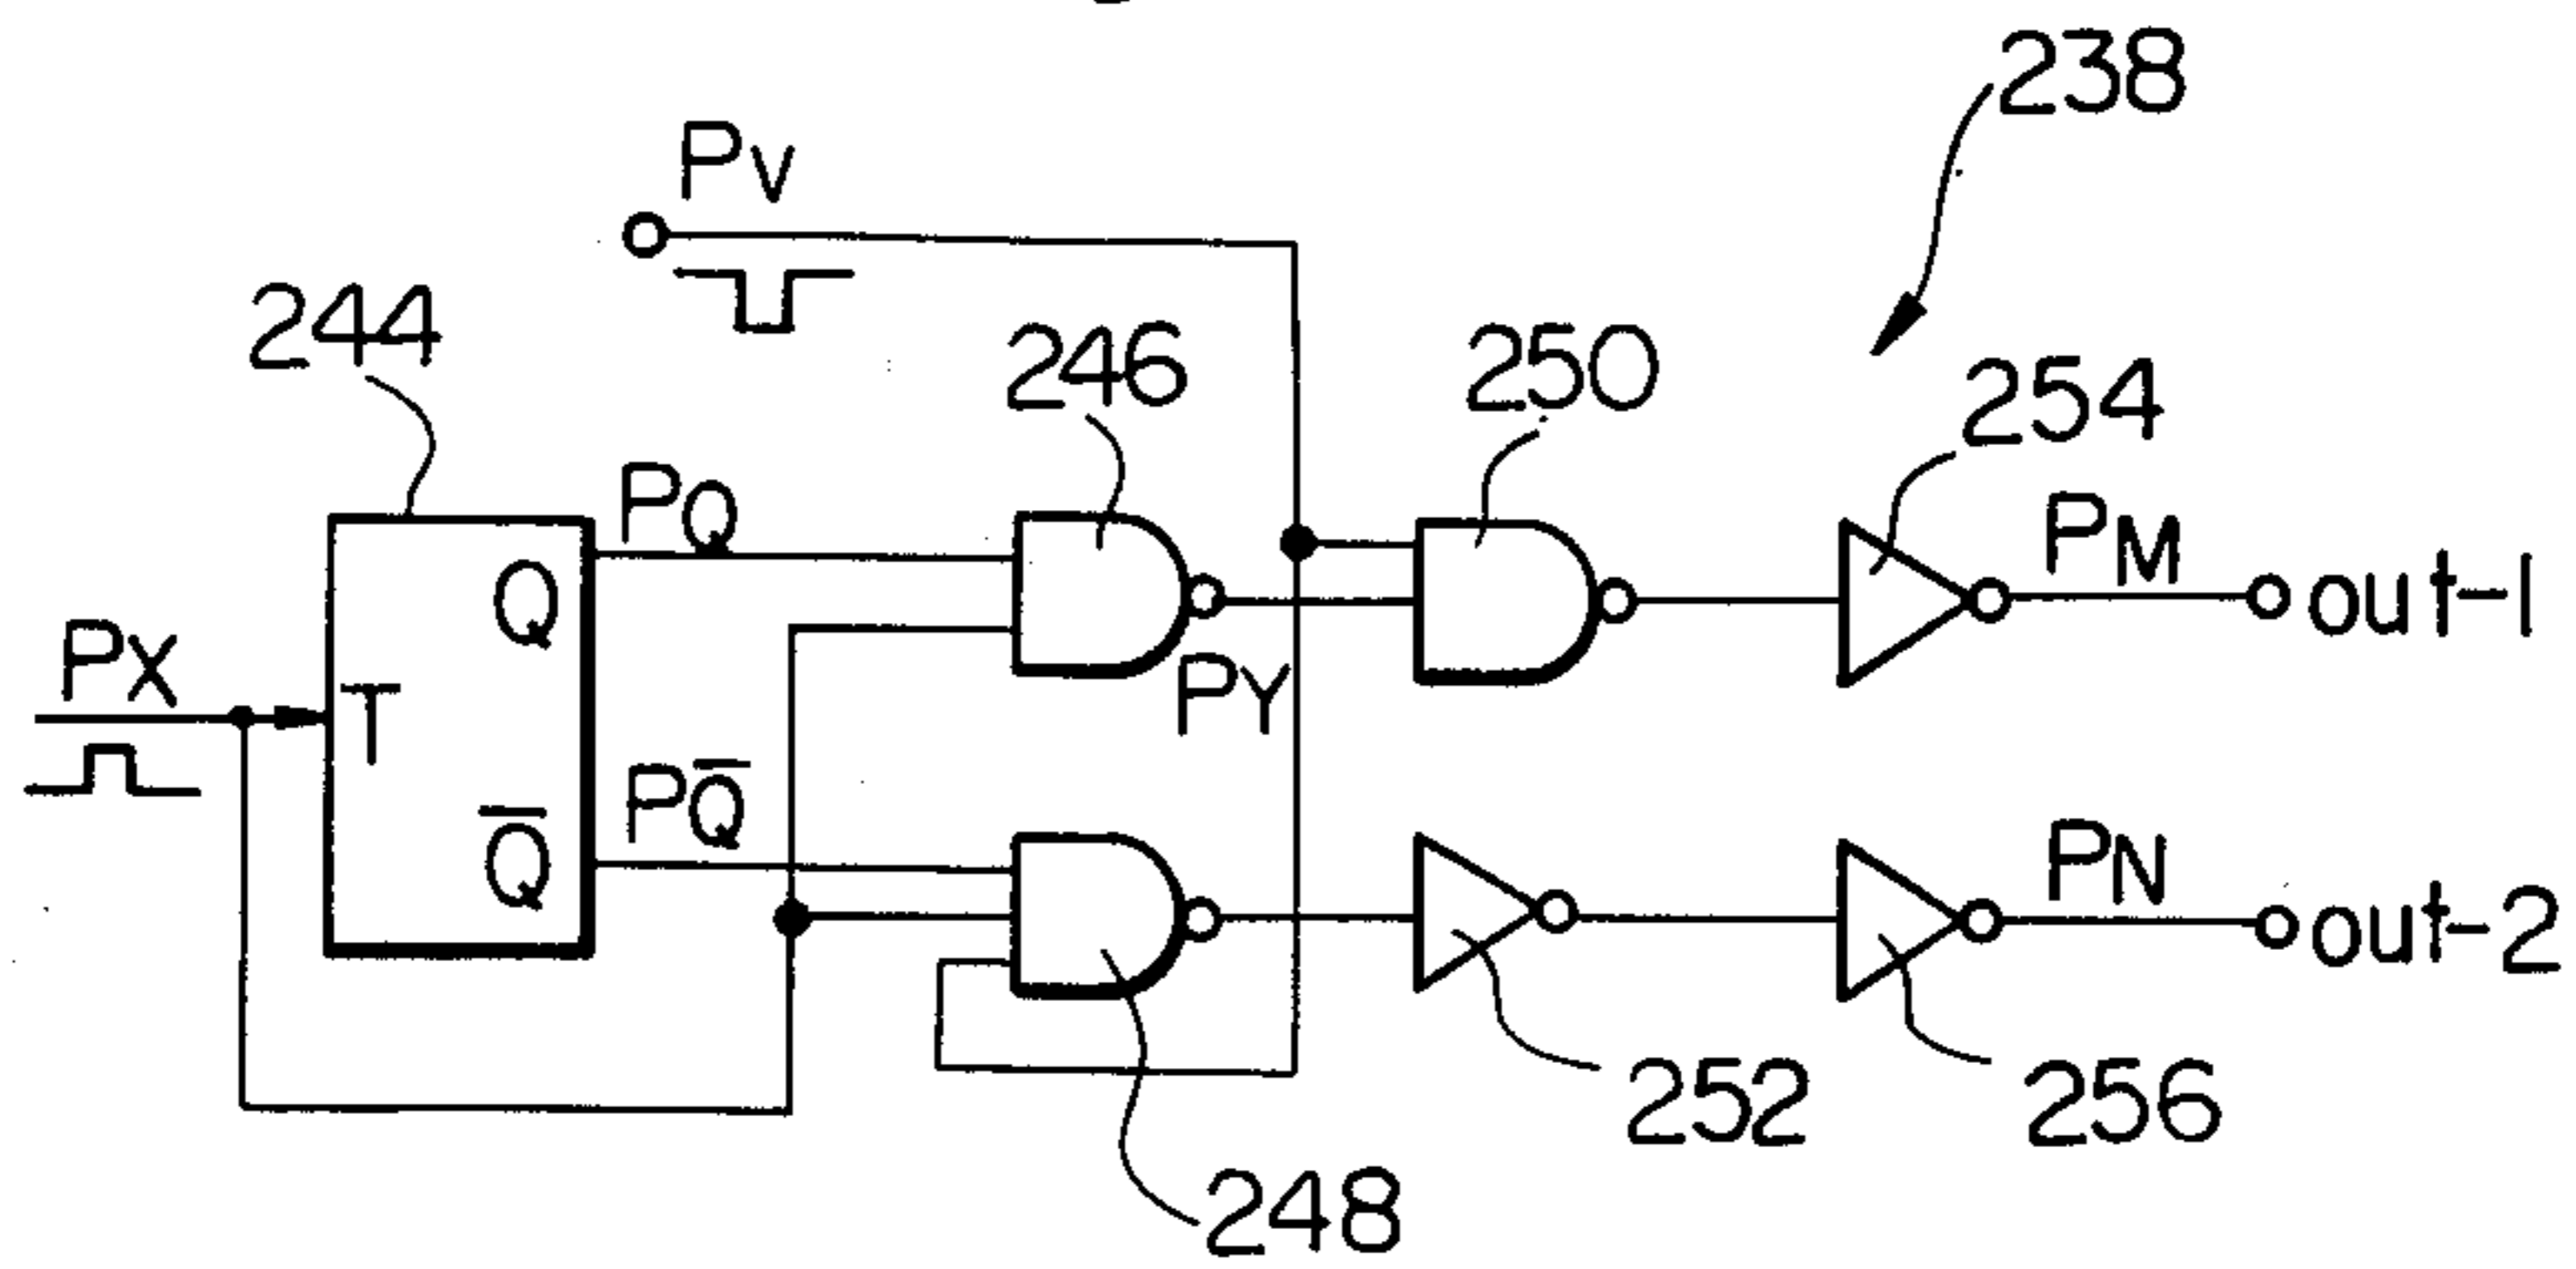 238
PV
244
246
250
254
PQ
PM
Q
out-1
PX
T
PY
PQ̅
PN
Q̅
out-2
252
256
248